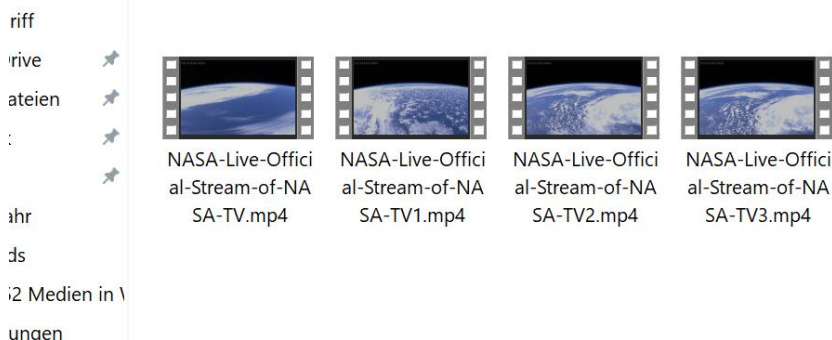 riff
rive
ateien
ahr
ds
52 Medien in V
ungen
NASA-Live-Offici
al-Stream-of-NA
SA-TV.mp4
NASA-Live-Offici
al-Stream-of-NA
SA-TV1.mp4
NASA-Live-Offici
al-Stream-of-NA
SA-TV2.mp4
NASA-Live-Offici
al-Stream-of-NA
SA-TV3.mp4